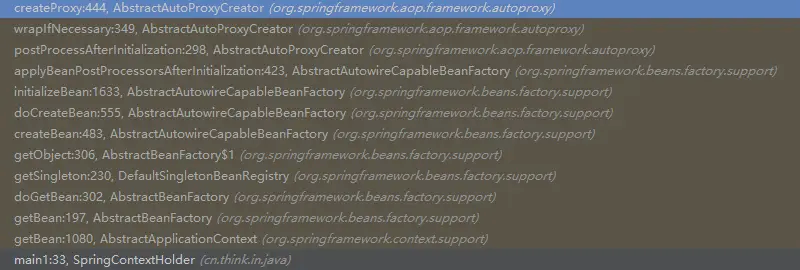 createProxy:444, AbstractAutoProxyCreator (org.springframework.aop.framework.autoproxy)
wrapIfNecessary:349, AbstractAutoProxyCreator (org.springframework.aop.framework.autoproxy)
postProcessAfterInitialization:298, AbstractAutoProxyCreator (org.springframework.aop.framework.autoproxy)
applyBeanPostProcessorsAfterInitialization:423, AbstractAutowireCapableBeanFactory (org.springframework.beans.factory.support)
initializeBean:1633, AbstractAutowireCapableBeanFactory (org.springframework.beans.factory.support)
doCreateBean:555, AbstractAutowireCapableBeanFactory (org.springframework.beans.factory.support)
createBean:483, AbstractAutowireCapableBeanFactory (org.springframework.beans.factory.support)
getObject:306, AbstractBeanFactory$1 (org.springframework.beans.factory.support)
getSingleton:230, DefaultSingletonBeanRegistry (org.springframework.beans.factory.support)
doGetBean:302, AbstractBeanFactory (org.springframework.beans.factory.support)
getBean:197, AbstractBeanFactory (org.springframework.beans.factory.support)
getBean:1080, AbstractApplicationContext (org.springframework.context.support)
main1:33, SpringContextHolder (cn.think.in.java)